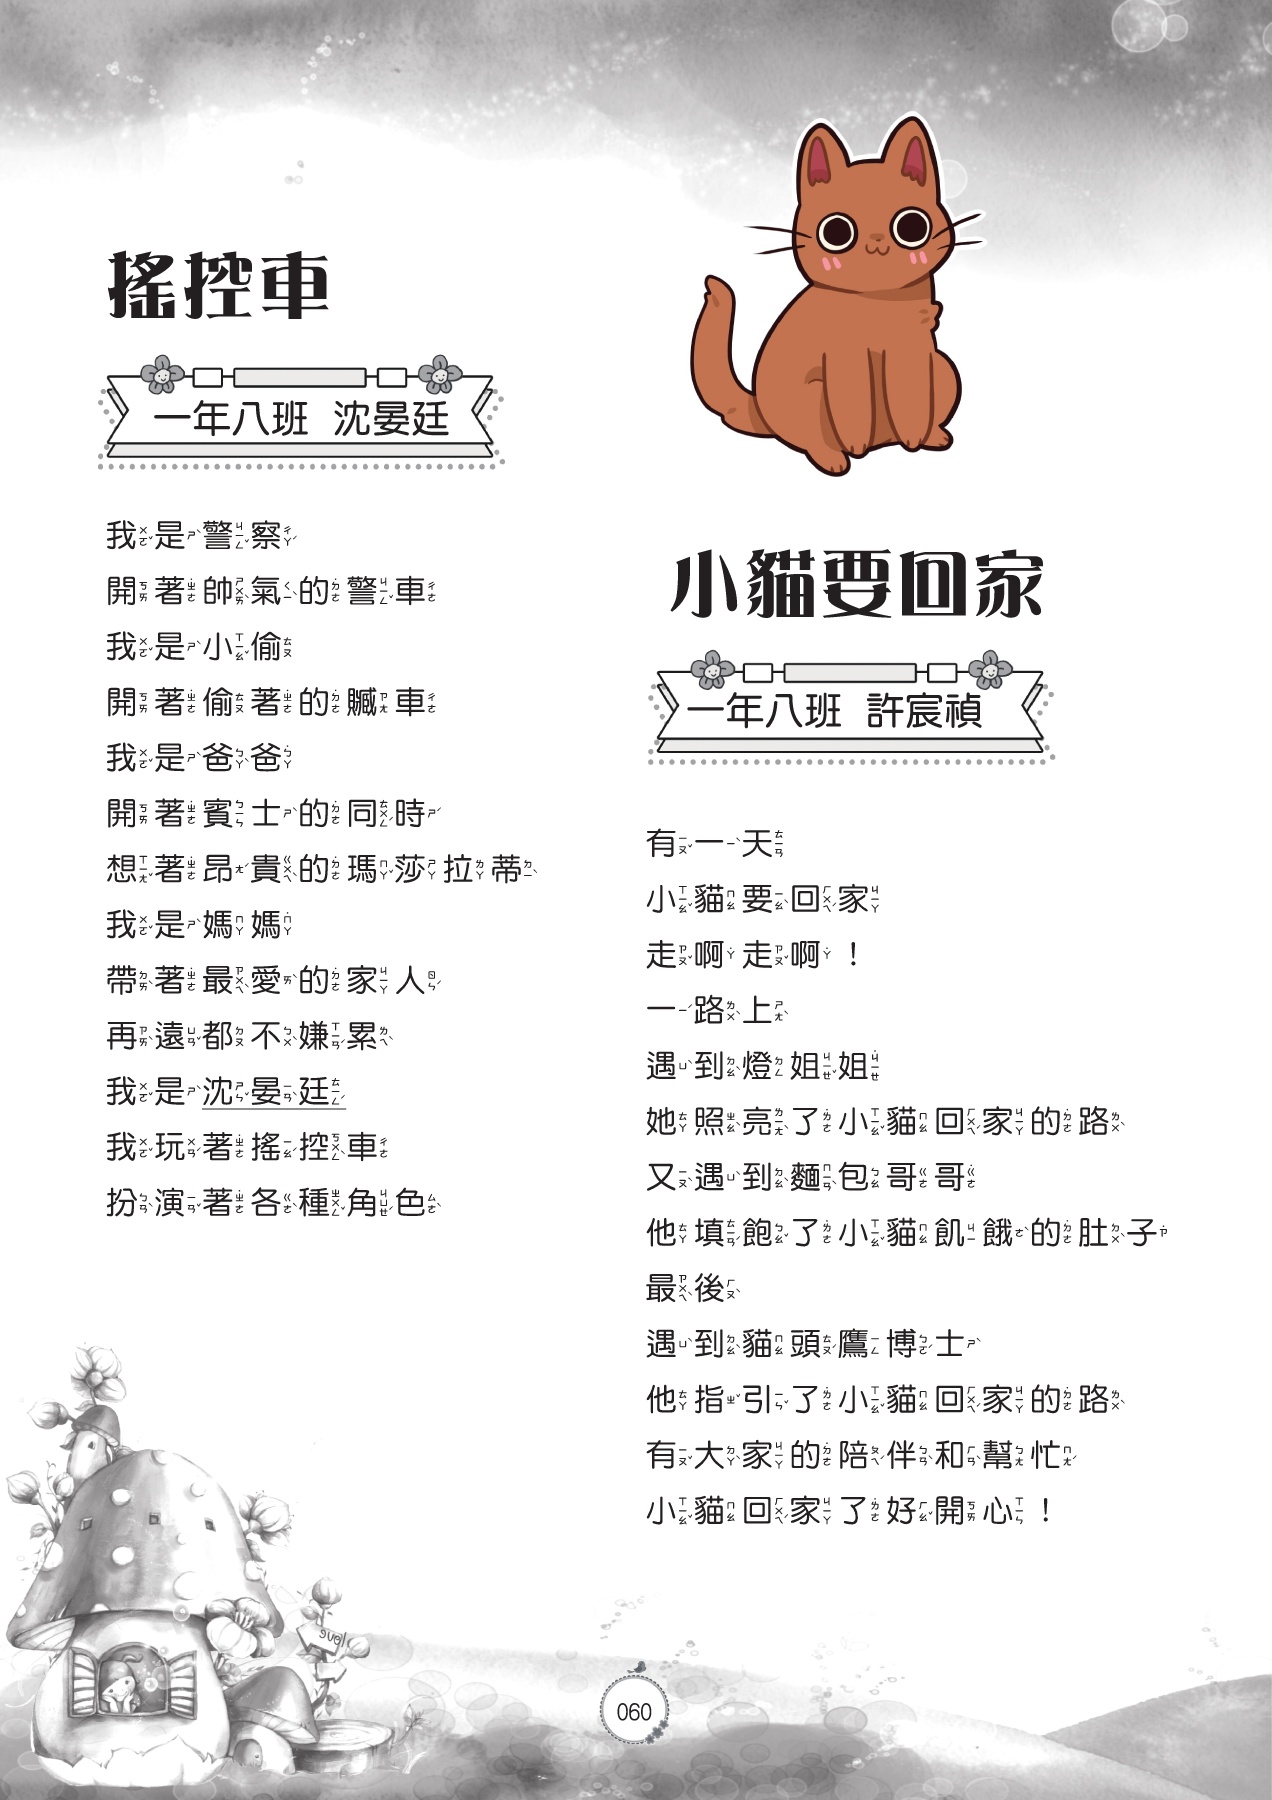 搖控車
一年八班 沈晏廷
我是警察
開著帥氣的警車
我是小偷
開著偷著的贓車
我是爸爸
開著賓士的同時
想著昂貴的瑪莎拉蒂
我是媽媽
帶著最愛的家人
再遠都不嫌累
我是沈晏廷
我玩著搖控車
扮演著各種角色
小貓要回家
一年八班 許宸禎
有一天
小貓要回家
走啊走啊！
一路上
遇到燈姐姐
她照亮了小貓回家的路
又遇到麵包哥哥
他填飽了小貓飢餓的肚子
最後
遇到貓頭鷹博士
他指引了小貓回家的路
有大家的陪伴和幫忙
小貓回家了好開心！
060